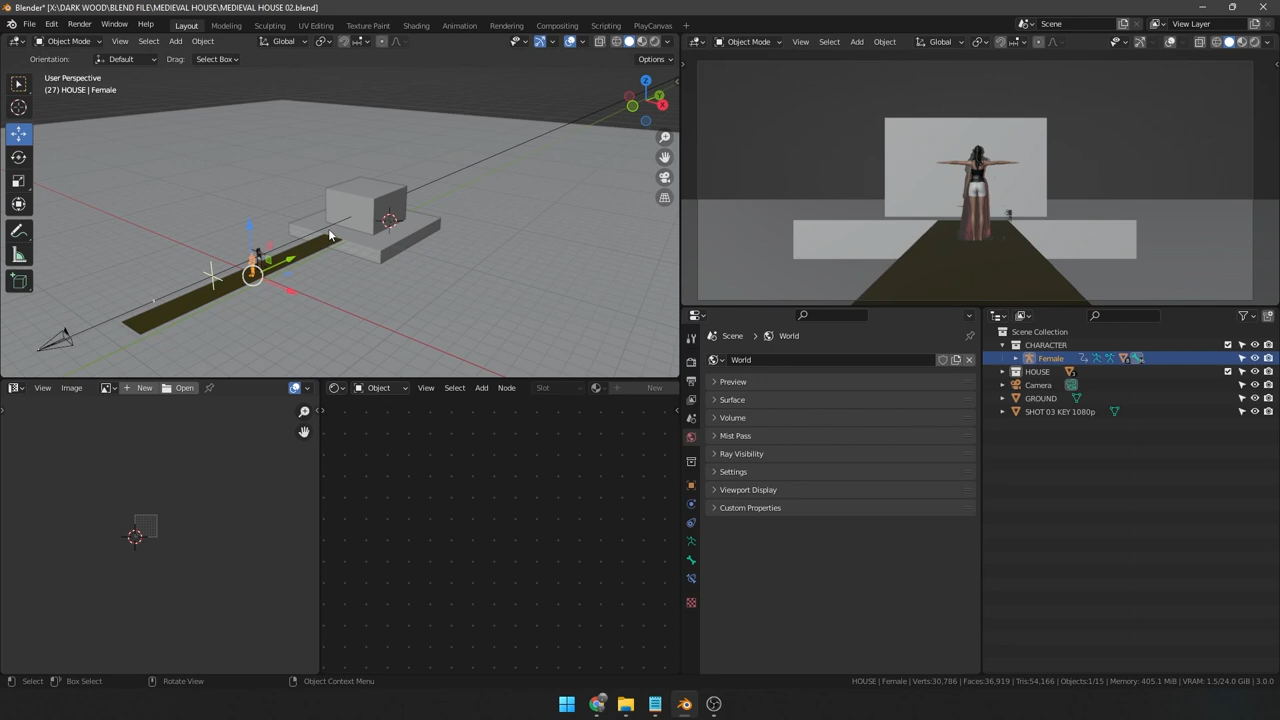 Blender* [X:\DARK WOOD\BLEND FILE\MEDIEVAL HOUSE\MEDIEVAL HOUSE 02.blend]
File Edit Render Window Help Layout Modeling Sculpting UV Editing Texture Paint Shading Animation Rendering Compositing Scripting PlayCanvas + Scene View Layer
Object Mode View Select Add Object Global
Object Mode View Select Add Object Global
Orientation: Default Drag: Select Box Options
User Perspective
(27) HOUSE | Female
Z
Y
X
Scene Collection
Scene > World
CHARACTER
World
Female
HOUSE
Preview
Camera
Surface
GROUND
Volume
SHOT 03 KEY 1080p
Mist Pass
Ray Visibility
Settings
Viewport Display
Custom Properties
View Image New Open
Object View Select Add Node Slot New
Select Box Select Rotate View Object Context Menu
HOUSE | Female | Verts:30,786 | Faces:36,919 | Tris:54,166 | Objects:1/15 | Memory: 405.1 MiB | VRAM: 1.5/24.0 GiB | 3.0.0